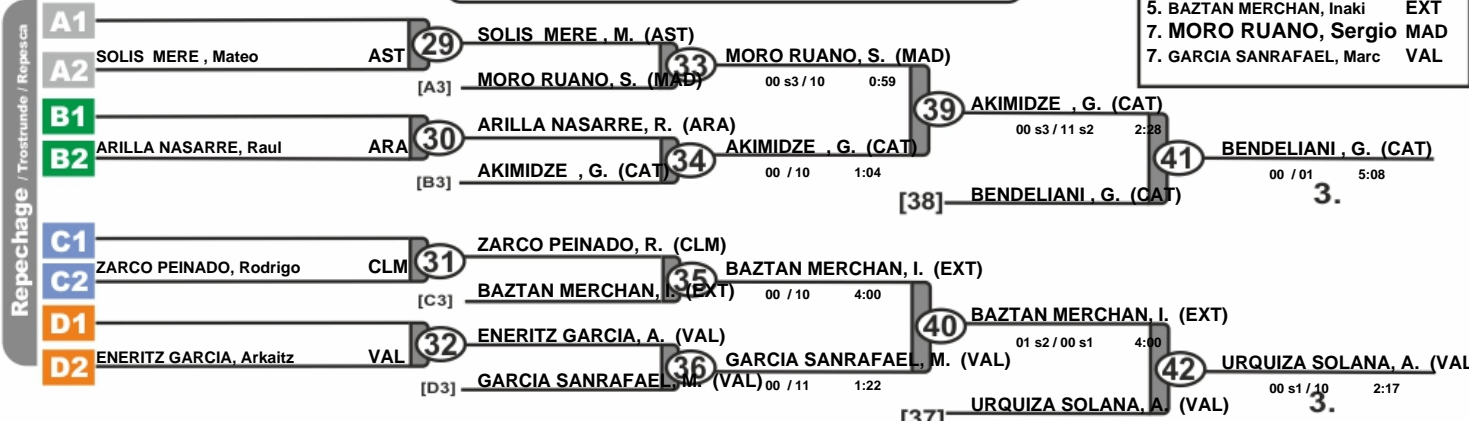 Repechage / Trostrunde / Repesca
5. BAZTAN MERCHAN, Inaki EXT
7. MORO RUANO, Sergio MAD
7. GARCIA SANRAFAEL, Marc VAL
A1
A2 SOLIS MERE , Mateo AST
29
SOLIS MERE , M. (AST)
[A3] MORO RUANO, S. (MAD)
33
MORO RUANO, S. (MAD)
00 s3 / 10 0:59
B1
B2 ARILLA NASARRE, Raul ARA
30
ARILLA NASARRE, R. (ARA)
[B3] AKIMIDZE , G. (CAT)
34
AKIMIDZE , G. (CAT)
00 / 10 1:04
39
AKIMIDZE , G. (CAT)
00 s3 / 11 s2 2:28
[38] BENDELIANI , G. (CAT)
41
BENDELIANI , G. (CAT)
00 / 01 5:08
3.
C1
C2 ZARCO PEINADO, Rodrigo CLM
31
ZARCO PEINADO, R. (CLM)
[C3] BAZTAN MERCHAN, I. (EXT)
35
BAZTAN MERCHAN, I. (EXT)
00 / 10 4:00
D1
D2 ENERITZ GARCIA, Arkaitz VAL
32
ENERITZ GARCIA, A. (VAL)
[D3] GARCIA SANRAFAEL, M. (VAL)
36
GARCIA SANRAFAEL, M. (VAL)
00 / 11 1:22
40
BAZTAN MERCHAN, I. (EXT)
01 s2 / 00 s1 4:00
[37] URQUIZA SOLANA, A. (VAL)
42
URQUIZA SOLANA, A. (VAL
00 s1 / 10 2:17
3.